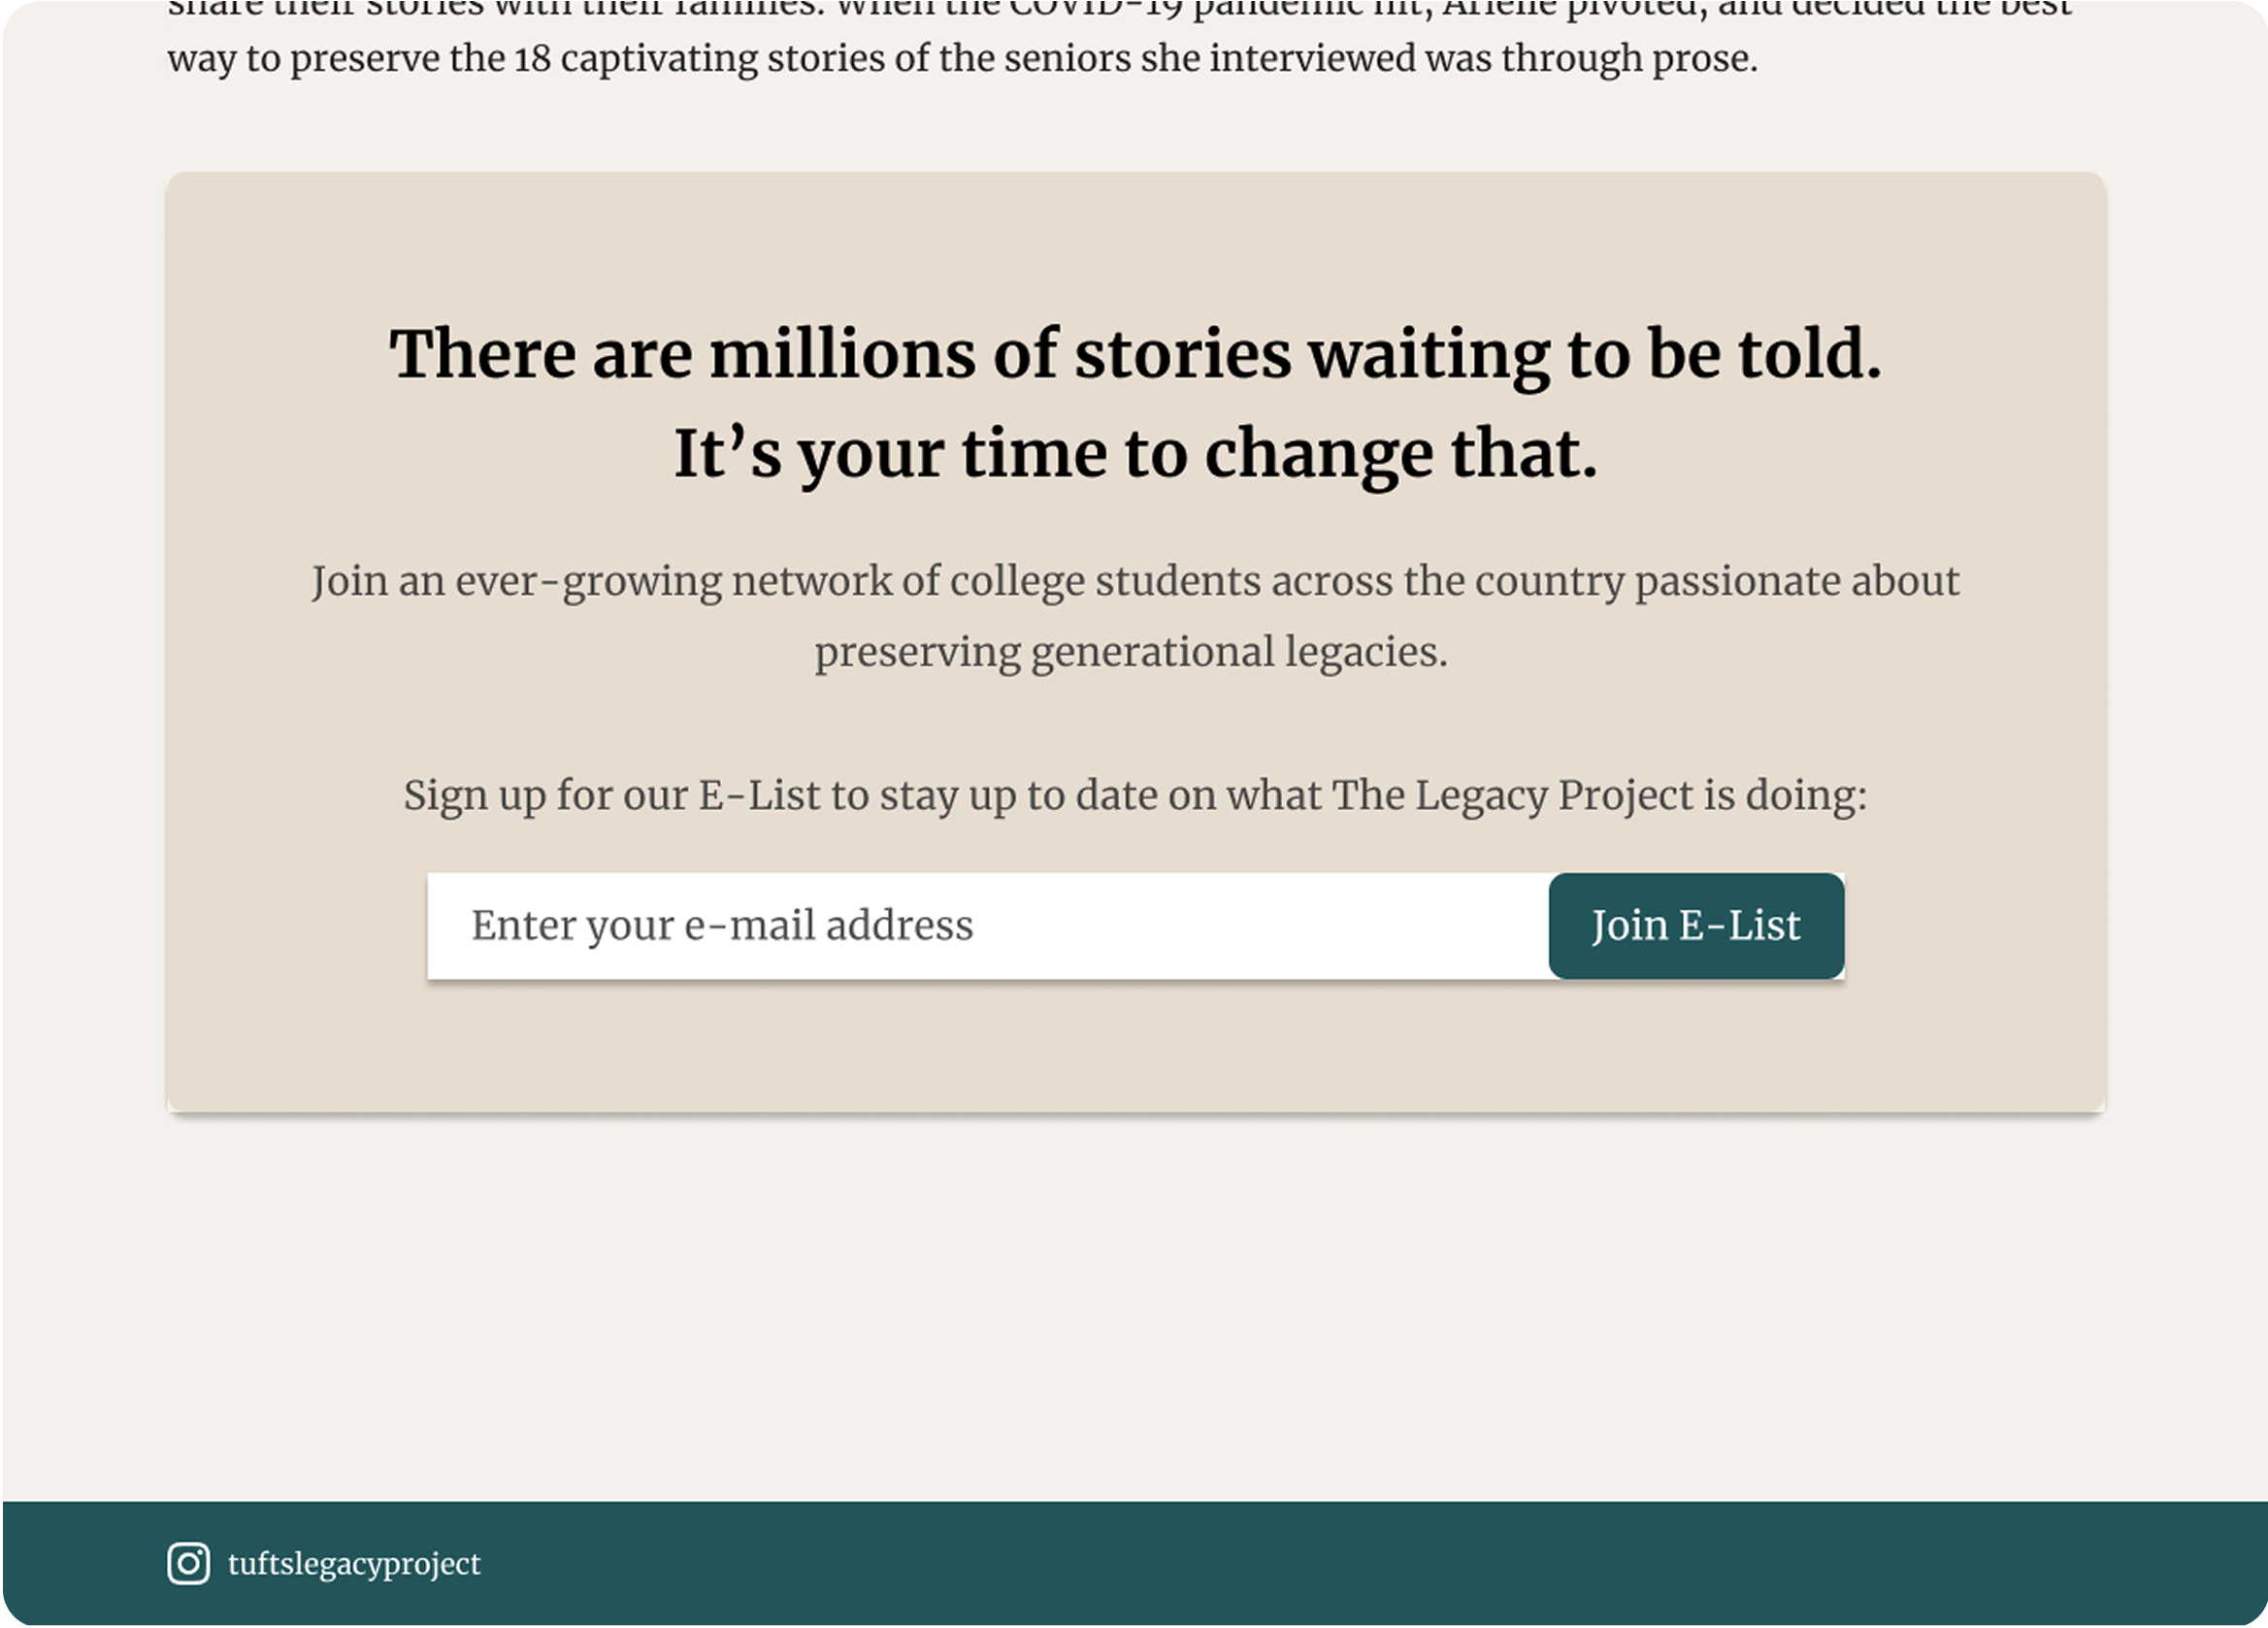 share their stories with their families. When the COVID-19 pandemic hit, Arielle pivoted, and decided the best
way to preserve the 18 captivating stories of the seniors she interviewed was through prose.
There are millions of stories waiting to be told.
It’s your time to change that.
Join an ever-growing network of college students across the country passionate about
preserving generational legacies.
Sign up for our E-List to stay up to date on what The Legacy Project is doing:
Enter your e-mail address
Join E-List
tuftslegacyproject